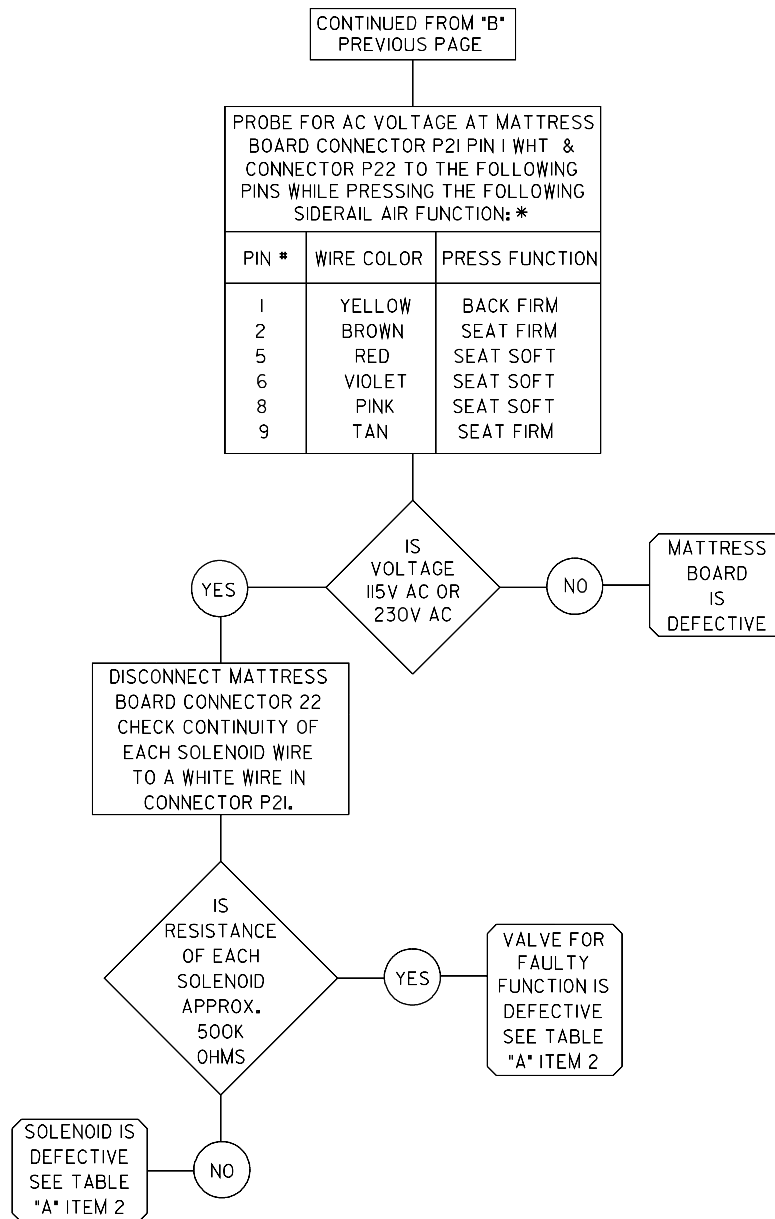 CONTINUED FROM "B"
PREVIOUS PAGE
PROBE FOR AC VOLTAGE AT MATTRESS
BOARD CONNECTOR P21 PIN 1 WHT &
CONNECTOR P22 TO THE FOLLOWING
PINS WHILE PRESSING THE FOLLOWING
SIDERAIL AIR FUNCTION: *
PIN # WIRE COLOR PRESS FUNCTION
1 YELLOW BACK FIRM
2 BROWN SEAT FIRM
5 RED SEAT SOFT
6 VIOLET SEAT SOFT
8 PINK SEAT SOFT
9 TAN SEAT FIRM
IS
VOLTAGE
115V AC OR
230V AC
YES
NO
MATTRESS
BOARD
IS
DEFECTIVE
DISCONNECT MATTRESS
BOARD CONNECTOR 22
CHECK CONTINUITY OF
EACH SOLENOID WIRE
TO A WHITE WIRE IN
CONNECTOR P21.
IS
RESISTANCE
OF EACH
SOLENOID
APPROX.
500K
OHMS
YES
VALVE FOR
FAULTY
FUNCTION IS
DEFECTIVE
SEE TABLE
"A" ITEM 2
NO
SOLENOID IS
DEFECTIVE
SEE TABLE
"A" ITEM 2